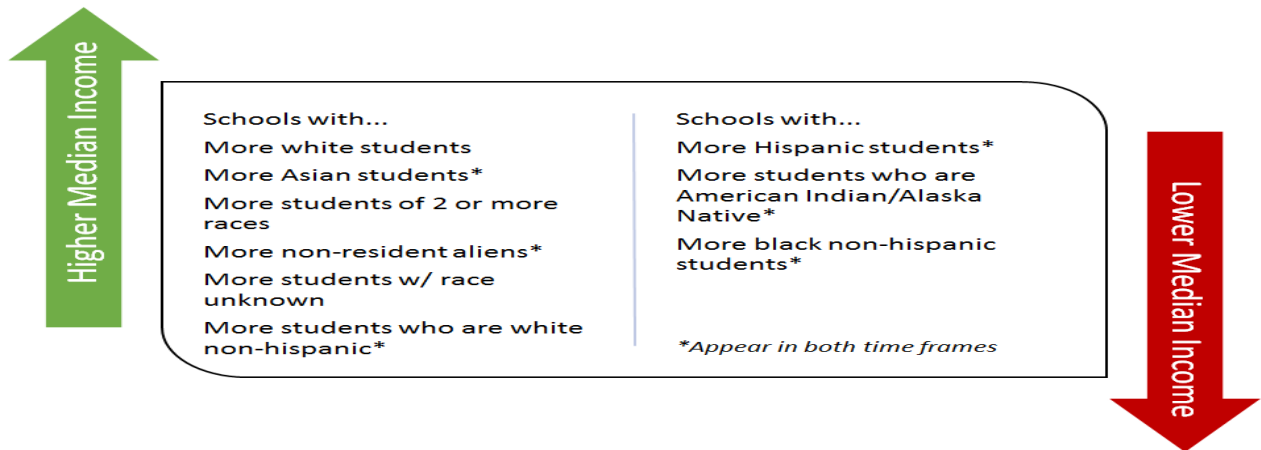 Higher Median Income
Schools with...
More white students
More Asian students*
More students of 2 or more
races
More non-resident aliens*
More students w/ race
unknown
More students who are white
non-hispanic*
Schools with...
More Hispanic students*
More students who are
American Indian/Alaska
Native*
More black non-hispanic
students*
*Appear in both time frames
Lower Median Income